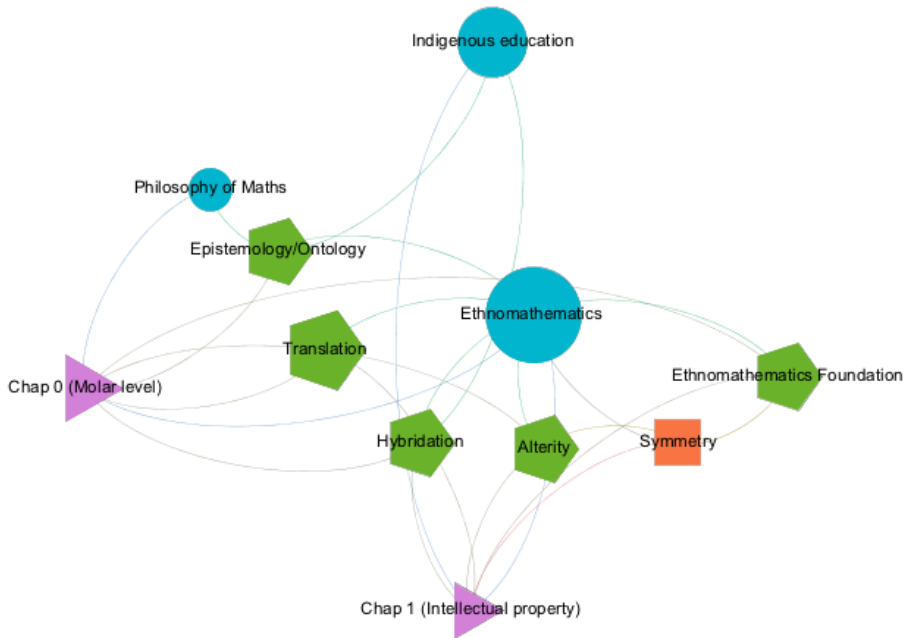 Indigenous education
Philosophy of Maths
Epistemology/Ontology
Ethnomathematics
Translation
Ethnomathematics Foundation
Chap 0 (Molar level)
Hybridation
Alterity
Symmetry
Chap 1 (Intellectual property)